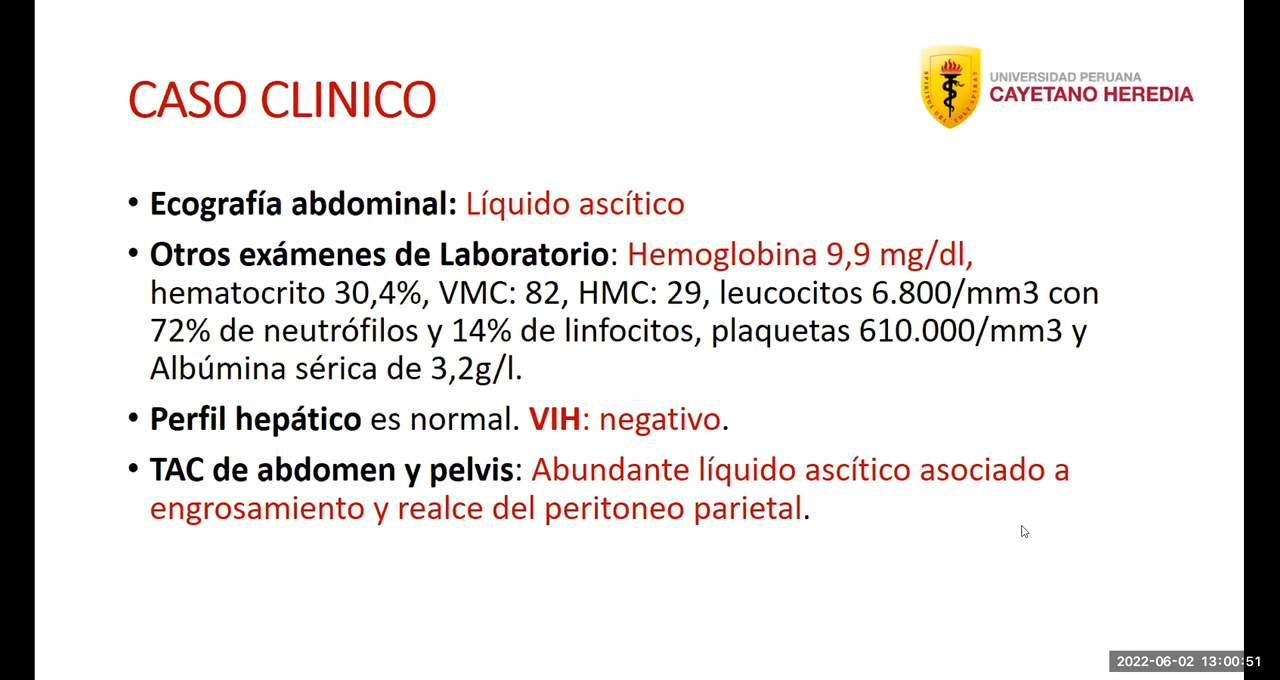 CASO CLINICO
UNIVERSIDAD PERUANA
CAYETANO HEREDIA
• Ecografía abdominal: Líquido ascítico
• Otros exámenes de Laboratorio: Hemoglobina 9,9 mg/dl,
hematocrito 30,4%, VMC: 82, HMC: 29, leucocitos 6.800/mm3 con
72% de neutrófilos y 14% de linfocitos, plaquetas 610.000/mm3 y
Albúmina sérica de 3,2g/l.
• Perfil hepático es normal. VIH: negativo.
• TAC de abdomen y pelvis: Abundante líquido ascítico asociado a
engrosamiento y realce del peritoneo parietal.
2022-06-02 13:00:51